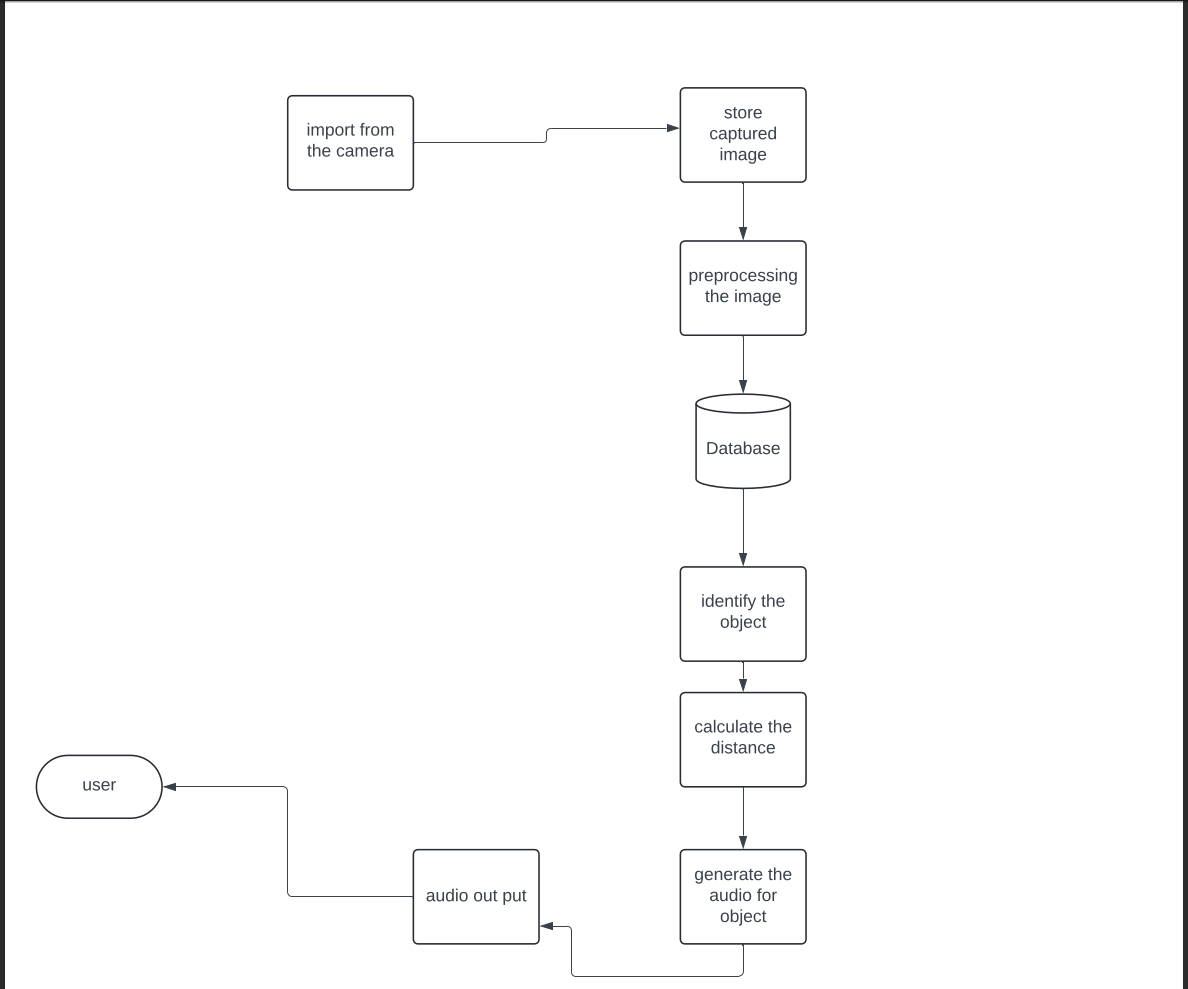 import from
the camera
store
captured
image
preprocessing
the image
Database
identify the
object
calculate the
distance
generate the
audio for
object
audio out put
user